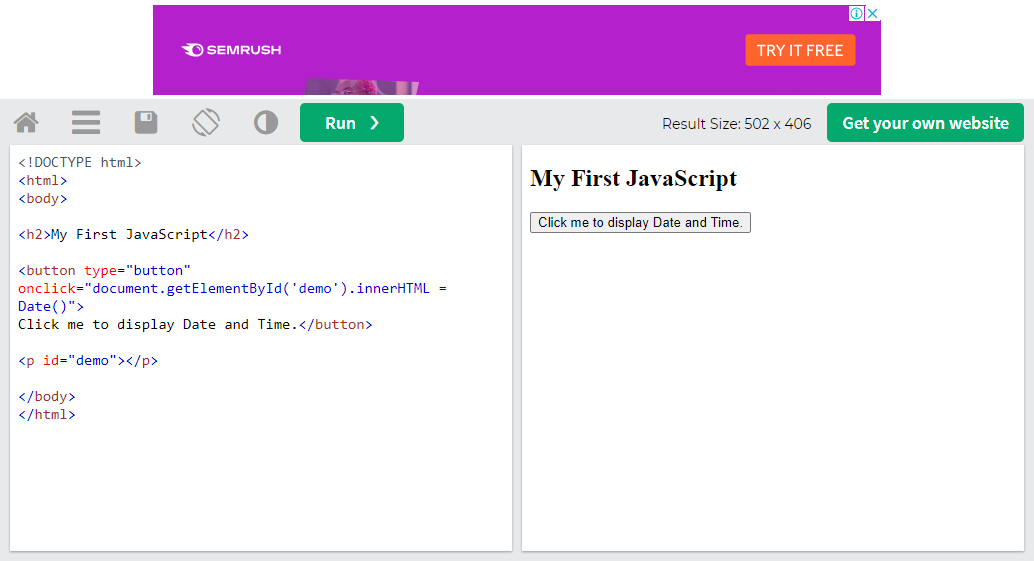 SEMRUSH
TRY IT FREE
Run ❯
Result Size: 502 x 406
Get your own website
<!DOCTYPE html>
<html>
<body>
<h2>My First JavaScript</h2>
<button type="button"
onclick="document.getElementById('demo').innerHTML =
Date()">
Click me to display Date and Time.</button>
<p id="demo"></p>
</body>
</html>
My First JavaScript
Click me to display Date and Time.